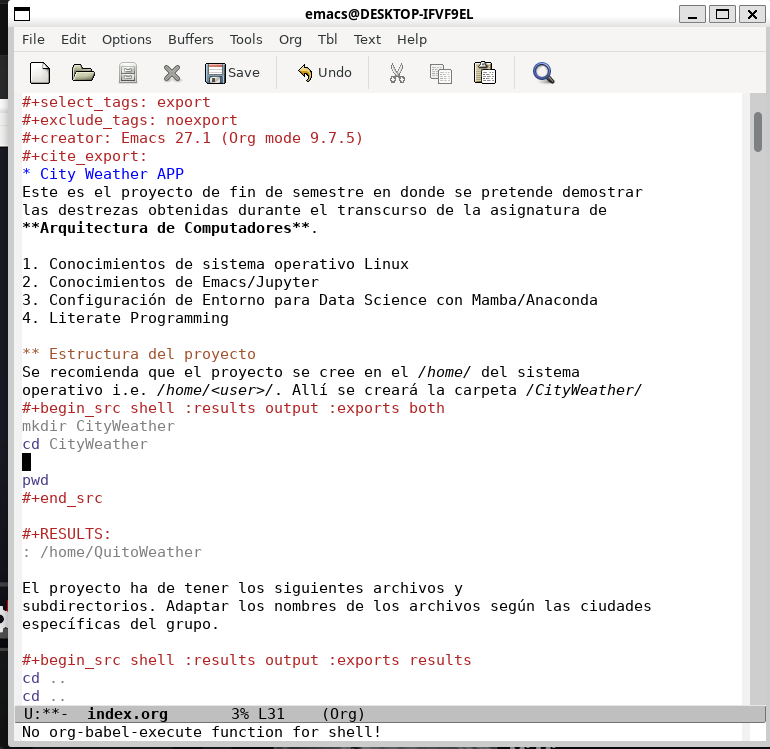 emacs@DESKTOP-IFVF9EL
File Edit Options Buffers Tools Org Tbl Text Help
Save Undo
#+select_tags: export
#+exclude_tags: noexport
#+creator: Emacs 27.1 (Org mode 9.7.5)
#+cite_export:
* City Weather APP
Este es el proyecto de fin de semestre en donde se pretende demostrar
las destrezas obtenidas durante el transcurso de la asignatura de
**Arquitectura de Computadores**.
1. Conocimientos de sistema operativo Linux
2. Conocimientos de Emacs/Jupyter
3. Configuración de Entorno para Data Science con Mamba/Anaconda
4. Literate Programming
** Estructura del proyecto
Se recomienda que el proyecto se cree en el /home/ del sistema
operativo i.e. /home/<user>/. Allí se creará la carpeta /CityWeather/
#+begin_src shell :results output :exports both
mkdir CityWeather
cd CityWeather
pwd
#+end_src
#+RESULTS:
: /home/QuitoWeather
El proyecto ha de tener los siguientes archivos y
subdirectorios. Adaptar los nombres de los archivos según las ciudades
específicas del grupo.
#+begin_src shell :results output :exports results
cd ..
cd ..
U:**- index.org 3% L31 (Org)
No org-babel-execute function for shell!